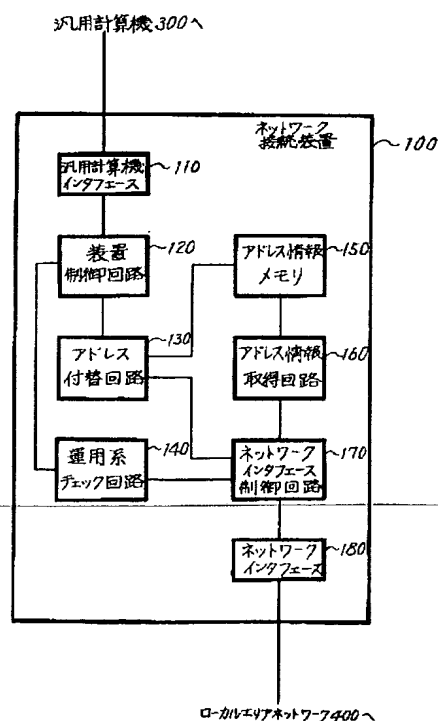 汎用計算機300へ
ネットワーク
接続装置
100
汎用計算機
インタフェース
110
装置
制御回路
120
アドレス情報
メモリ
150
アドレス
付替回路
130
アドレス情報
取得回路
160
運用系
チェック回路
140
ネットワーク
インタフェース
制御回路
170
ネットワーク
インタフェース
180
ローカルエリアネットワーク400へ